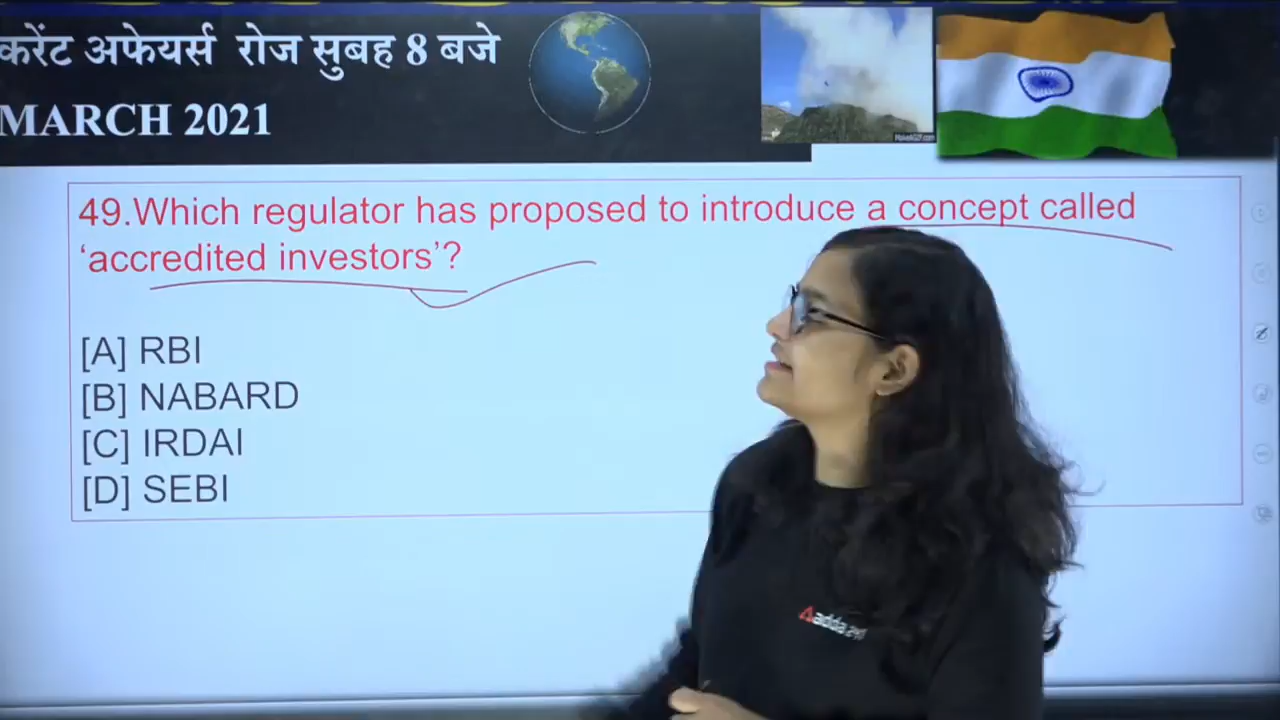 करेंट अफेयर्स रोज सुबह 8 बजे
MARCH 2021
49.Which regulator has proposed to introduce a concept called
‘accredited investors’?
[A] RBI
[B] NABARD
[C] IRDAI
[D] SEBI
adda247